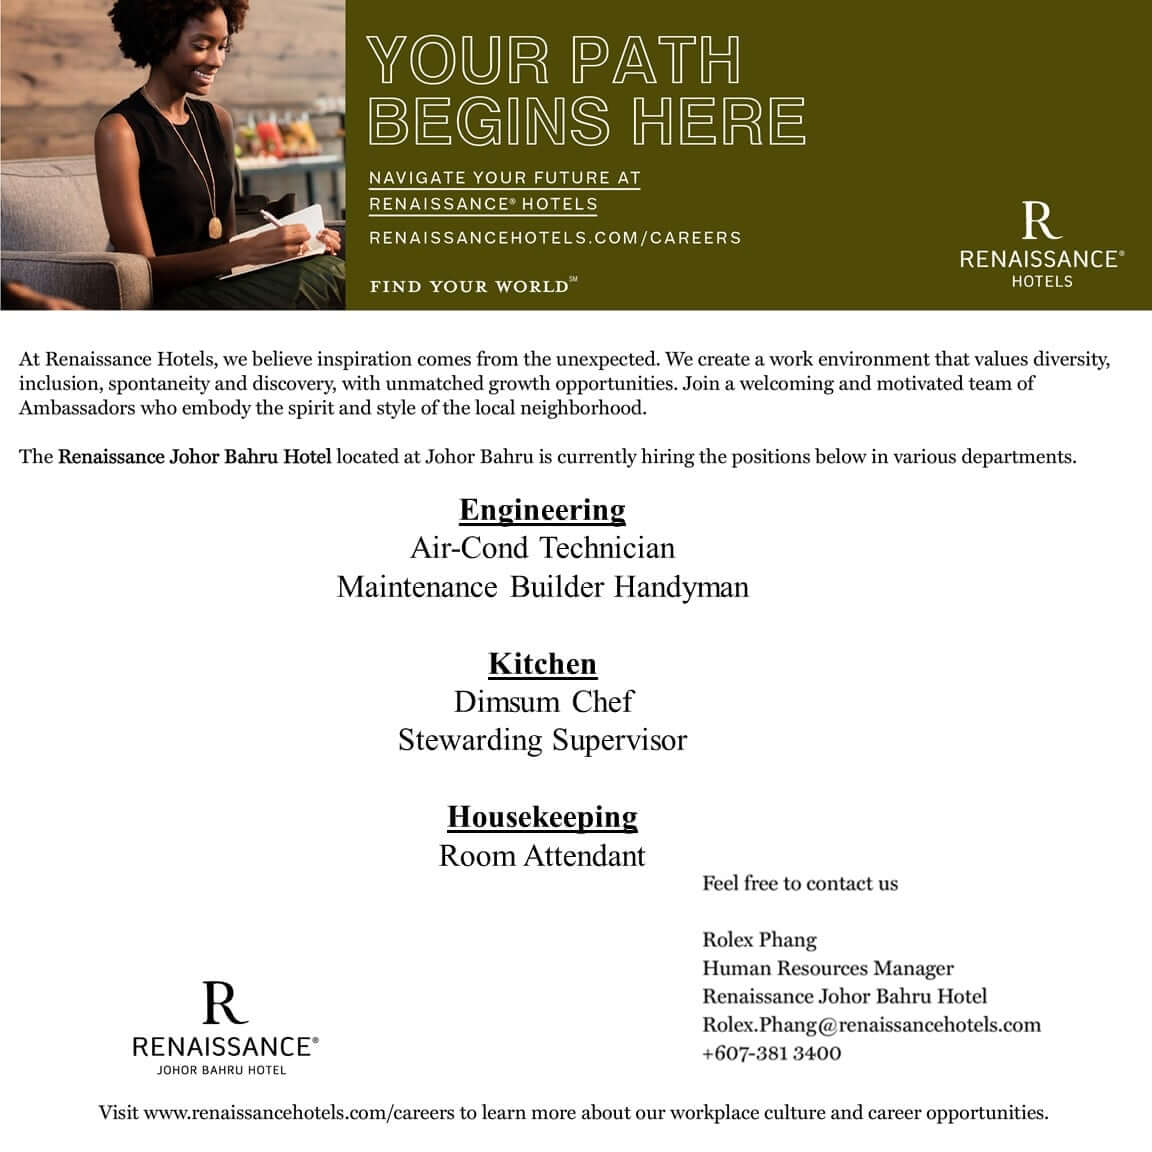 YOUR PATH
BEGINS HERE
NAVIGATE YOUR FUTURE AT
RENAISSANCE® HOTELS
RENAISSANCEHOTELS.COM/CAREERS
FIND YOUR WORLD℠
R
RENAISSANCE®
HOTELS
At Renaissance Hotels, we believe inspiration comes from the unexpected. We create a work environment that values diversity,
inclusion, spontaneity and discovery, with unmatched growth opportunities. Join a welcoming and motivated team of
Ambassadors who embody the spirit and style of the local neighborhood.
The Renaissance Johor Bahru Hotel located at Johor Bahru is currently hiring the positions below in various departments.
Engineering
Air-Cond Technician
Maintenance Builder Handyman
Kitchen
Dimsum Chef
Stewarding Supervisor
Housekeeping
Room Attendant
Feel free to contact us
Rolex Phang
Human Resources Manager
Renaissance Johor Bahru Hotel
Rolex.Phang@renaissancehotels.com
+607-381 3400
R
RENAISSANCE®
JOHOR BAHRU HOTEL
Visit www.renaissancehotels.com/careers to learn more about our workplace culture and career opportunities.